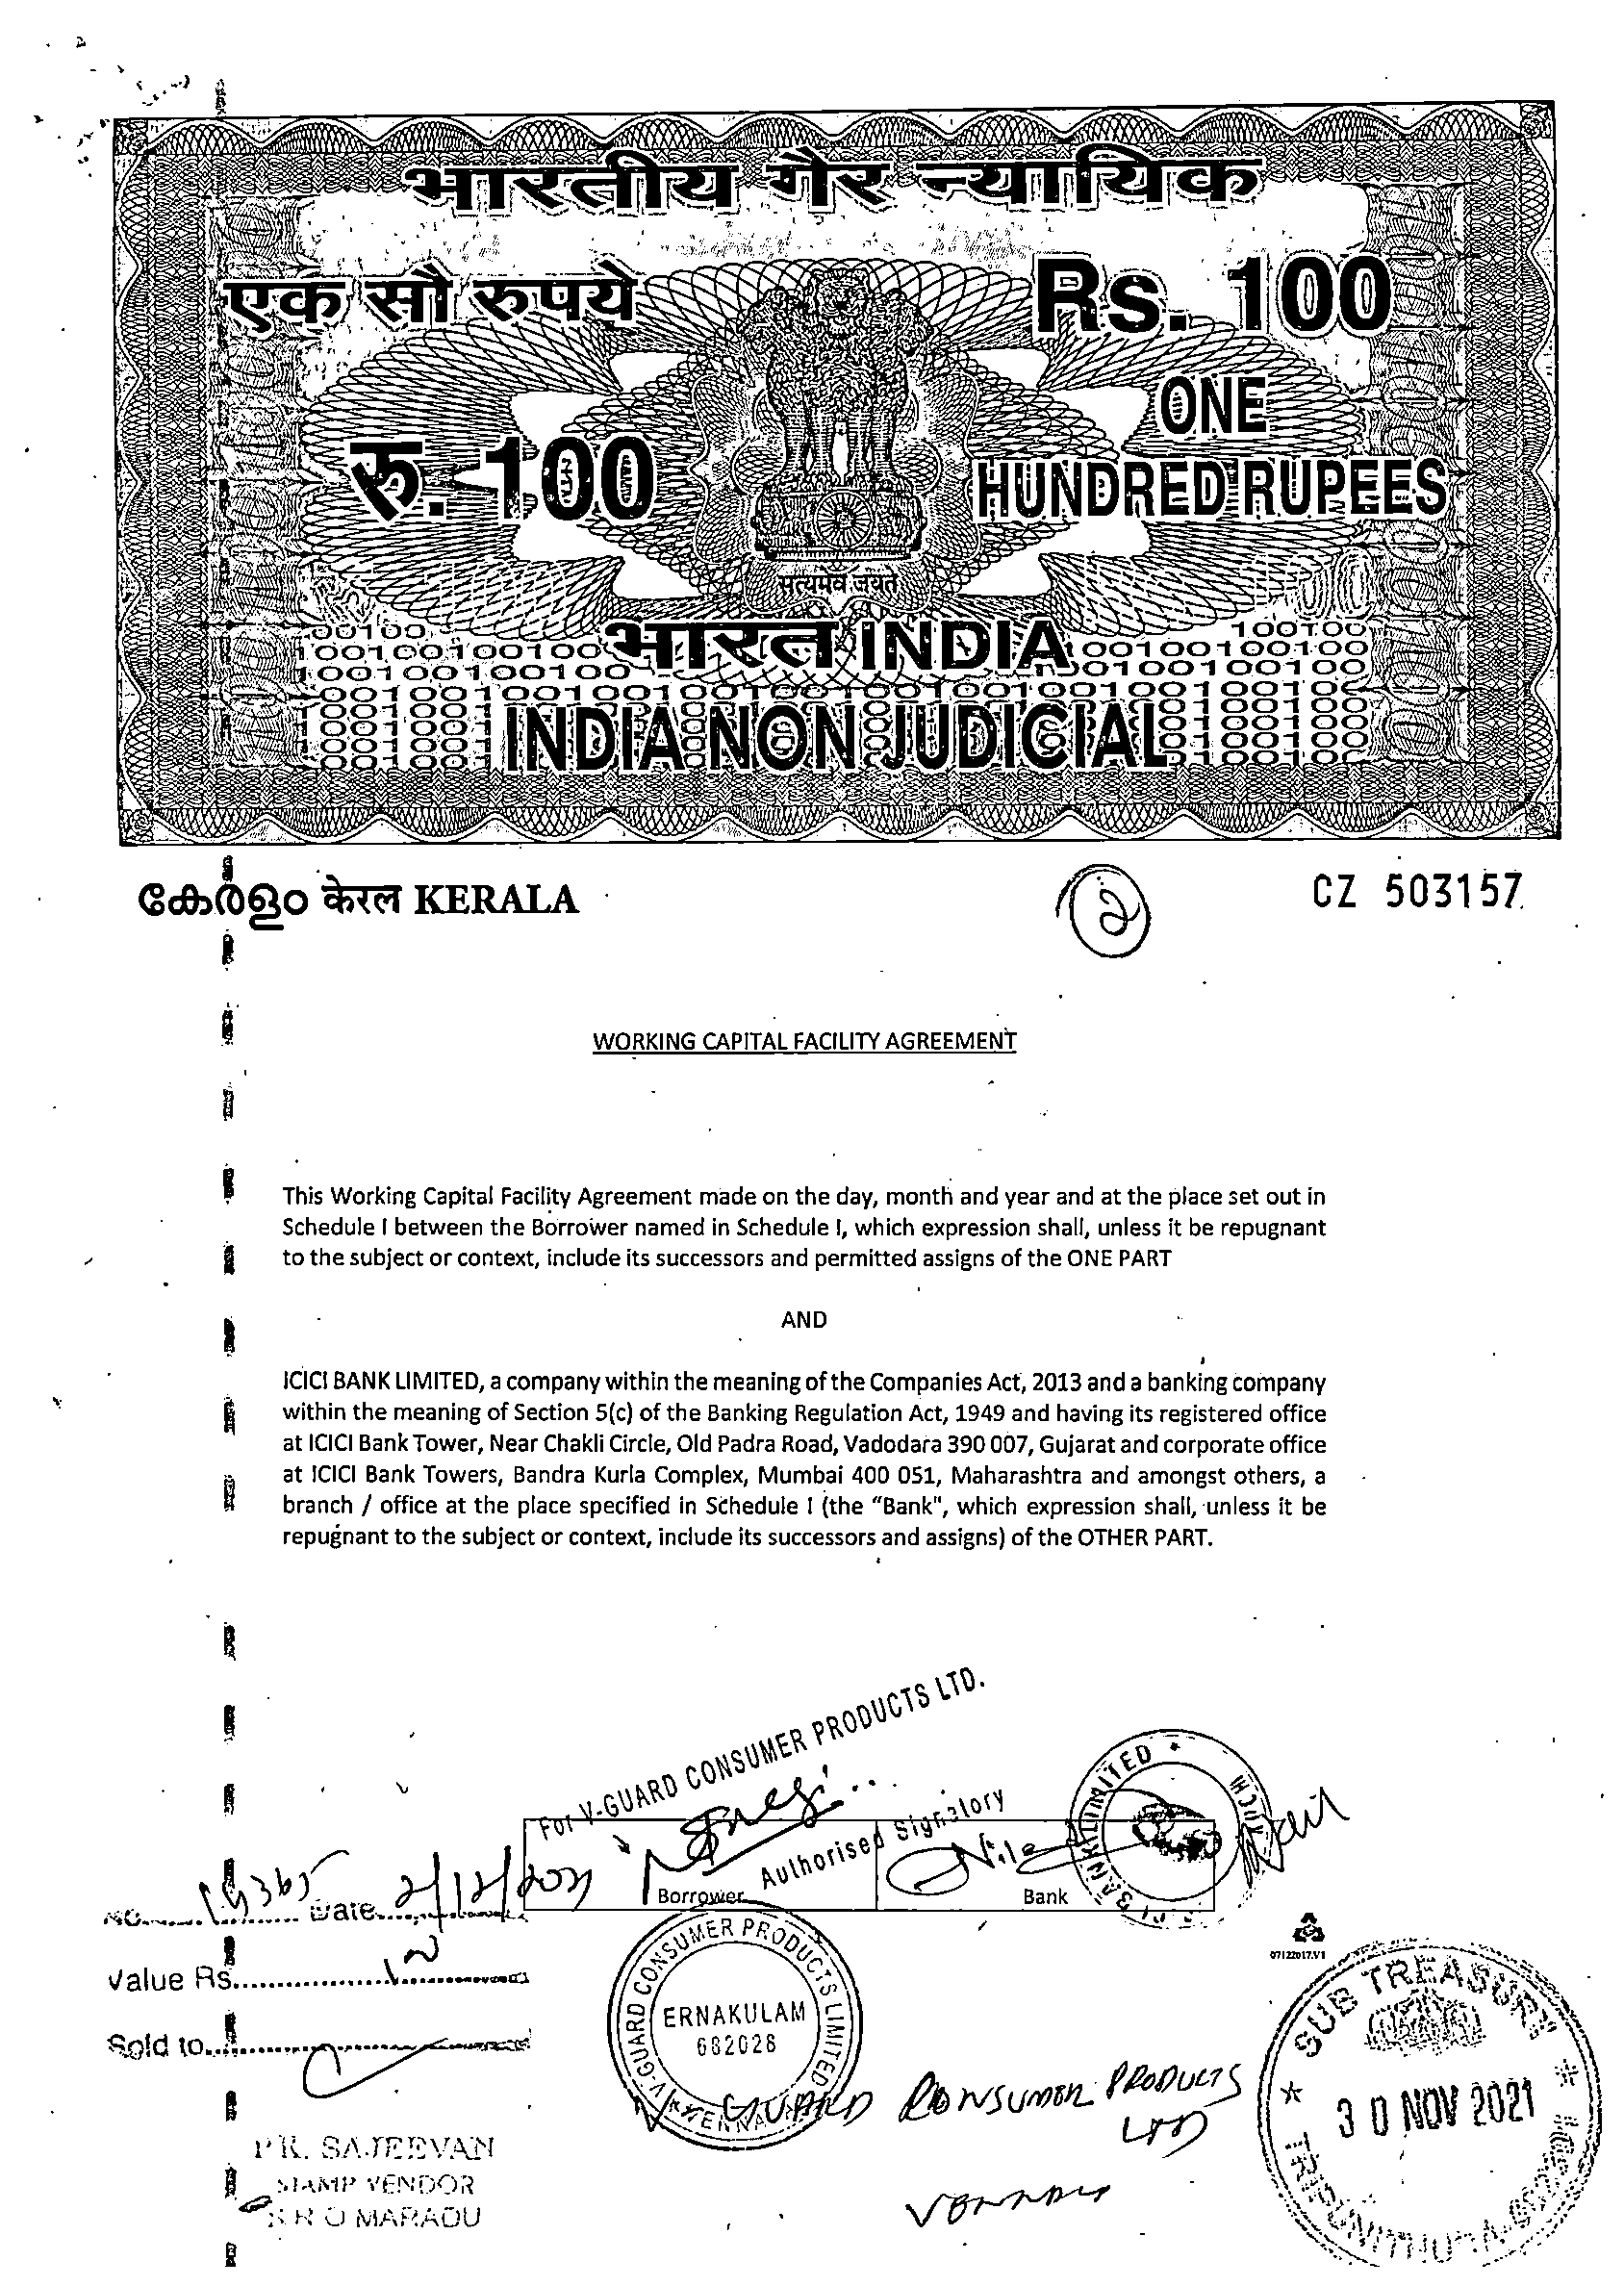 भारतीय गैर न्यायिक
एक सौ रुपये
Rs. 100
रु. 100
ONE
HUNDRED RUPEES
सत्यमेव जयते
भारत INDIA
INDIA NON JUDICIAL
കേരളം केरल KERALA
2
CZ 503157
WORKING CAPITAL FACILITY AGREEMENT
This Working Capital Facility Agreement made on the day, month and year and at the place set out in
Schedule I between the Borrower named in Schedule I, which expression shall, unless it be repugnant
to the subject or context, include its successors and permitted assigns of the ONE PART
AND
ICICI BANK LIMITED, a company within the meaning of the Companies Act, 2013 and a banking company
within the meaning of Section 5(c) of the Banking Regulation Act, 1949 and having its registered office
at ICICI Bank Tower, Near Chakli Circle, Old Padra Road, Vadodara 390 007, Gujarat and corporate office
at ICICI Bank Towers, Bandra Kurla Complex, Mumbai 400 051, Maharashtra and amongst others, a
branch / office at the place specified in Schedule I (the "Bank", which expression shall, unless it be
repugnant to the subject or context, include its successors and assigns) of the OTHER PART.
For V-GUARD CONSUMER PRODUCTS LTD.
Authorised Signatory
Borrower
Bank
BANK LIMITED
No. Date 2/12/2021
Value Rs.
Sold to
V-GUARD CONSUMER PRODUCTS LIMITED
ERNAKULAM
682028
V-GUARD CONSUMER PRODUCTS
LTD
07122017.V1
SUB TREASURY
30 NOV 2021
P.K. SAJEEVAN
STAMP VENDOR
S R O MARADU